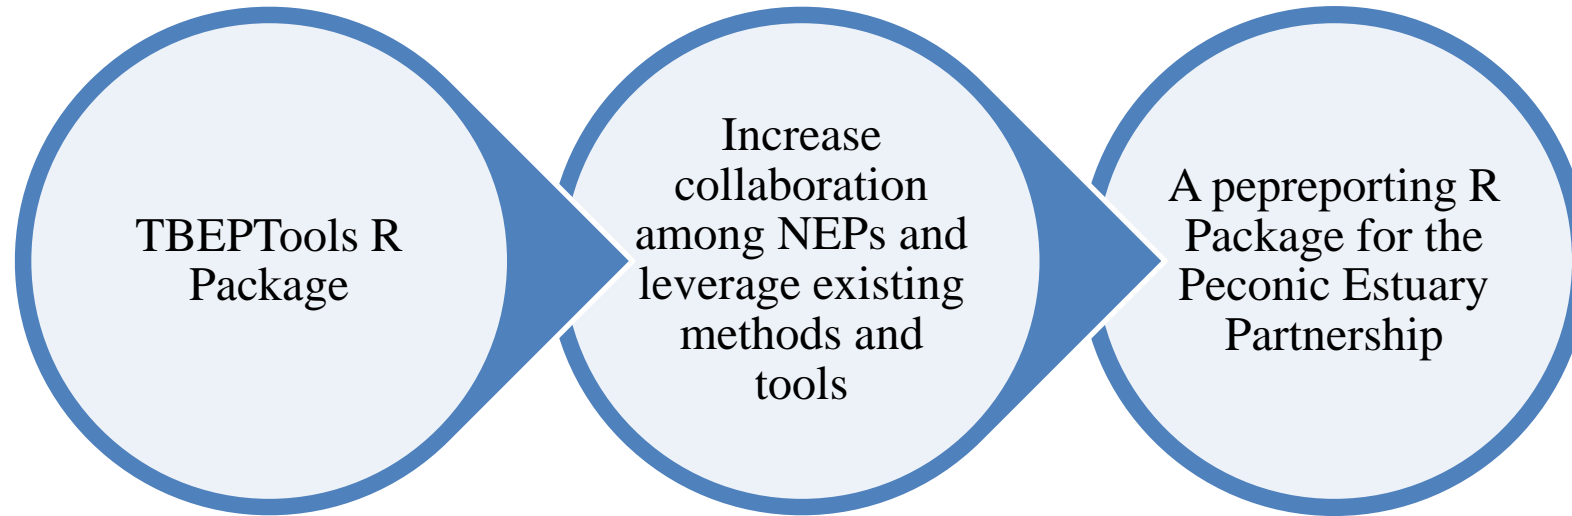 TBEPTools R
Package
Increase
collaboration
among NEPs and
leverage existing
methods and
tools
A pepreporting R
Package for the
Peconic Estuary
Partnership